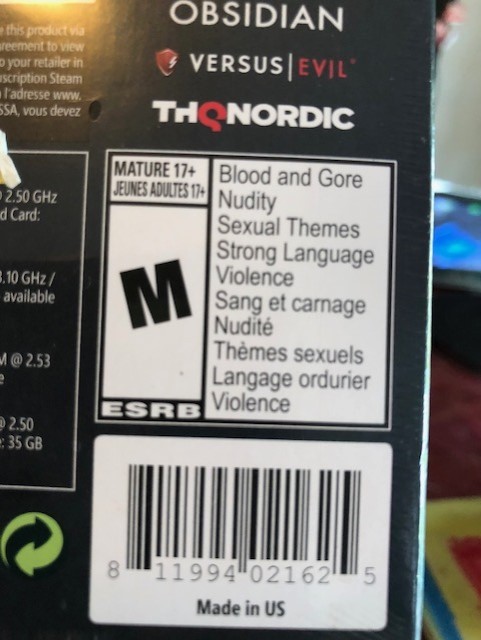 OBSIDIAN
VERSUS|EVIL
THQNORDIC
e this product via
reement to view
o your retailer in
scription Steam
l'adresse www.
SSA, vous devez
2.50 GHz
d Card:
3.10 GHz /
available
M @ 2.53
e
@ 2.50
: 35 GB
MATURE 17+
JEUNES ADULTES 17+
M
ESRB
Blood and Gore
Nudity
Sexual Themes
Strong Language
Violence
Sang et carnage
Nudité
Thèmes sexuels
Langage ordurier
Violence
8 11994 02162 5
Made in US